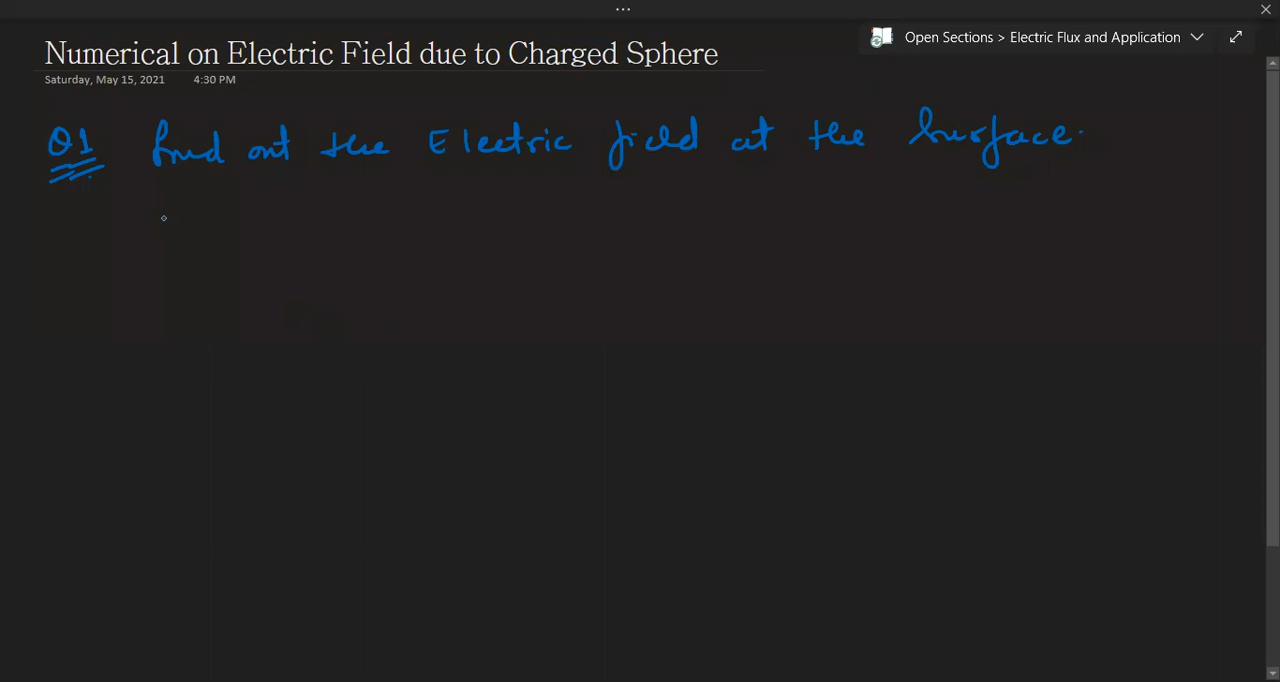 Numerical on Electric Field due to Charged Sphere
Open Sections > Electric Flux and Application
Saturday, May 15, 2021 4:30 PM
Q1 find out the Electric field at the Surface.